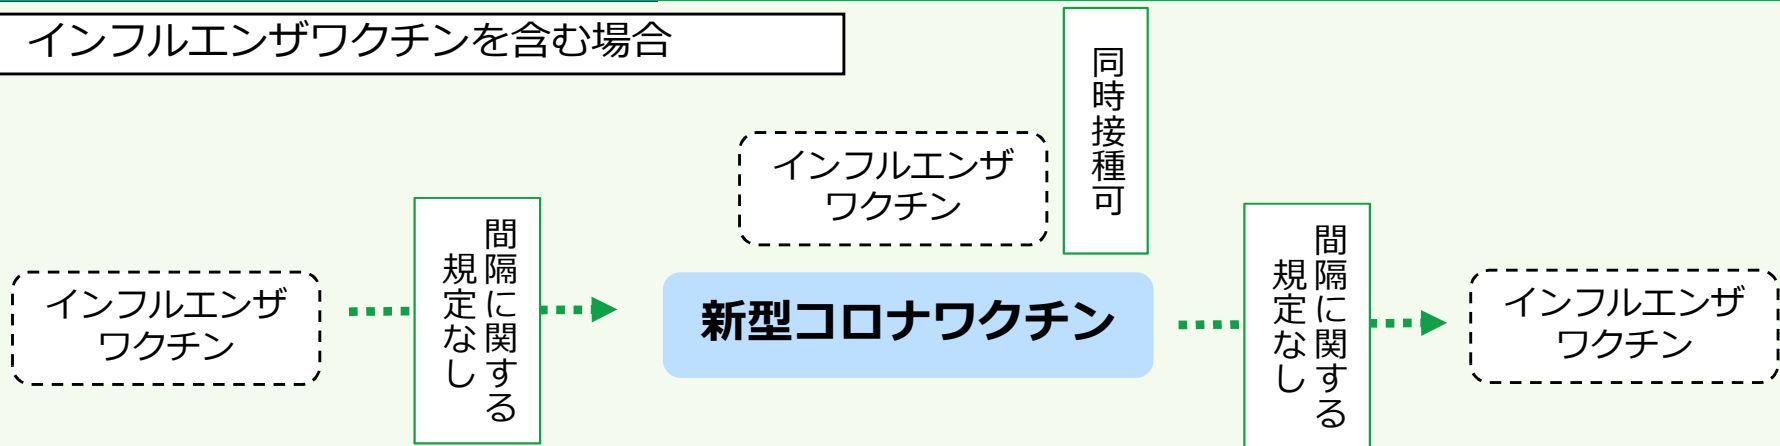 インフルエンザワクチンを含む場合
同時接種可
インフルエンザ
ワクチン
間隔に関する
規定なし
インフルエンザ
ワクチン
新型コロナワクチン
間隔に関する
規定なし
インフルエンザ
ワクチン